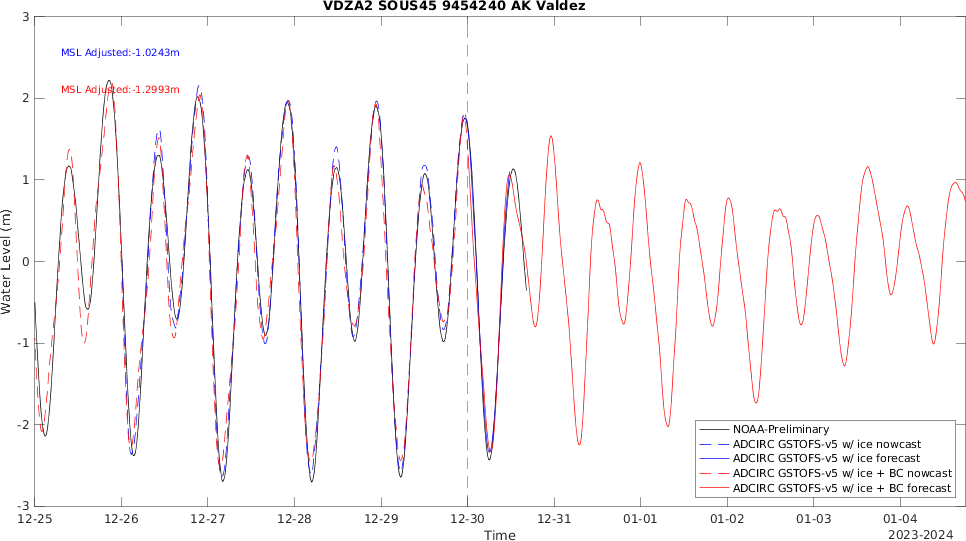 VDZA2 SOUS45 9454240 AK Valdez
MSL Adjusted:-1.0243m
MSL Adjusted:-1.2993m
Water Level (m)
3
2
1
0
-1
-2
-3
12-25
12-26
12-27
12-28
12-29
12-30
12-31
01-01
01-02
01-03
01-04
Time
2023-2024
NOAA-Preliminary
ADCIRC GSTOFS-v5 w/ ice nowcast
ADCIRC GSTOFS-v5 w/ ice forecast
ADCIRC GSTOFS-v5 w/ ice + BC nowcast
ADCIRC GSTOFS-v5 w/ ice + BC forecast